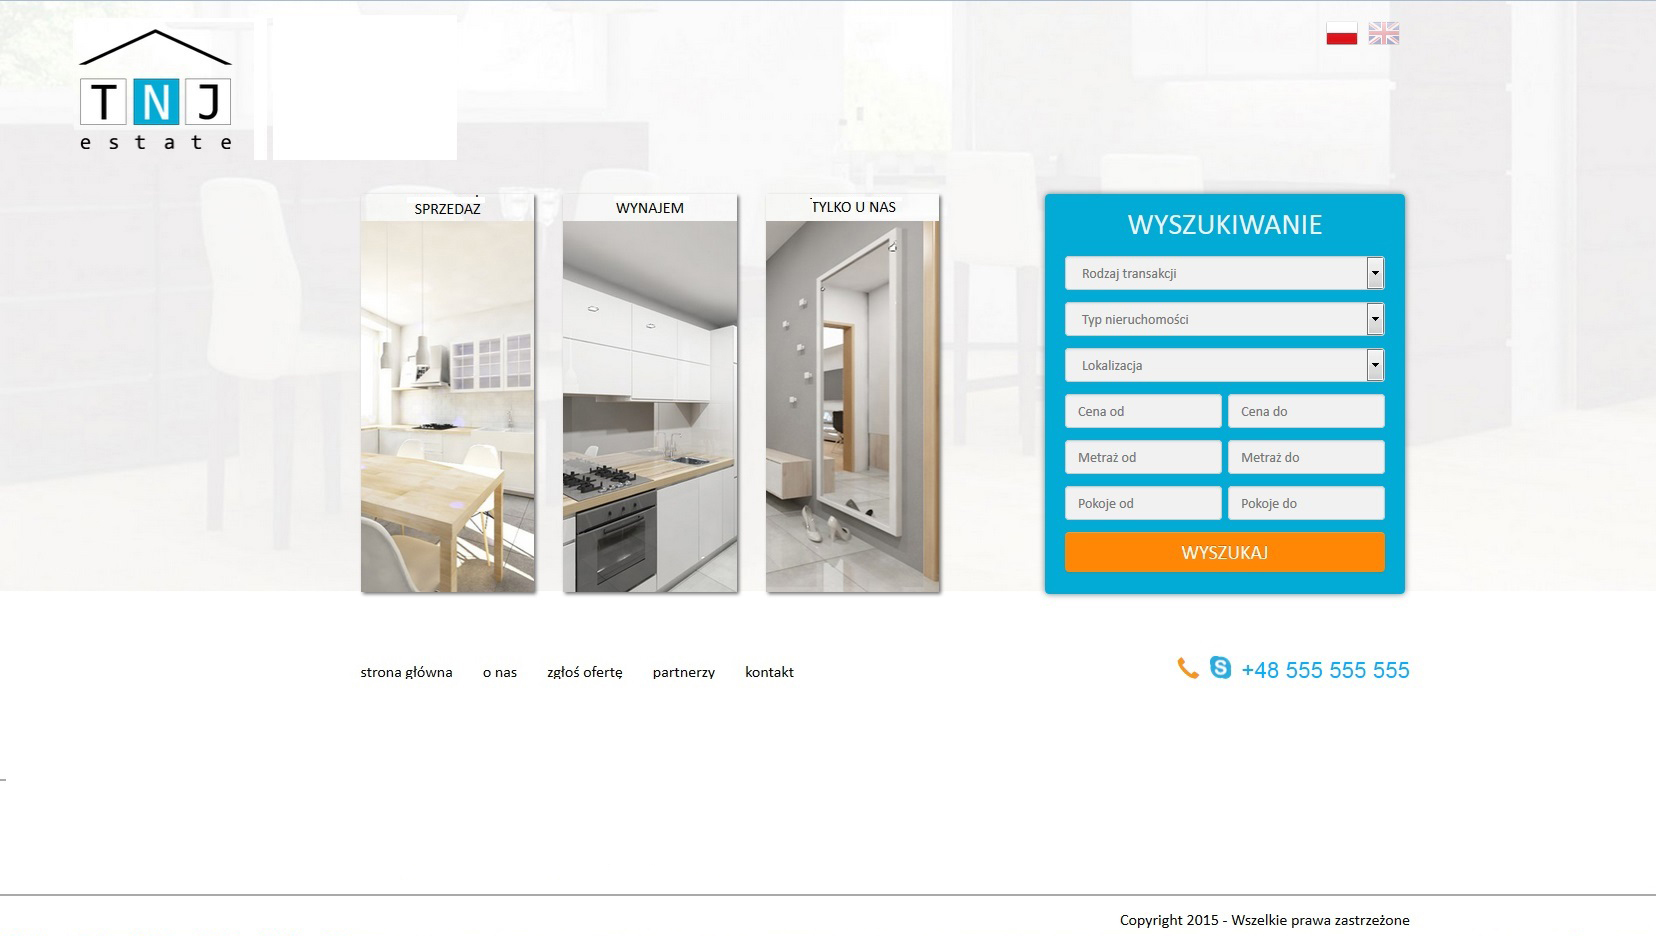 T N J
estate
SPRZEDAŻ
WYNAJEM
TYLKO U NAS
WYSZUKIWANIE
Rodzaj transakcji
Typ nieruchomości
Lokalizacja
Cena od
Cena do
Metraż od
Metraż do
Pokoje od
Pokoje do
WYSZUKAJ
strona główna
o nas
zgłoś ofertę
partnerzy
kontakt
+48 555 555 555
Copyright 2015 - Wszelkie prawa zastrzeżone